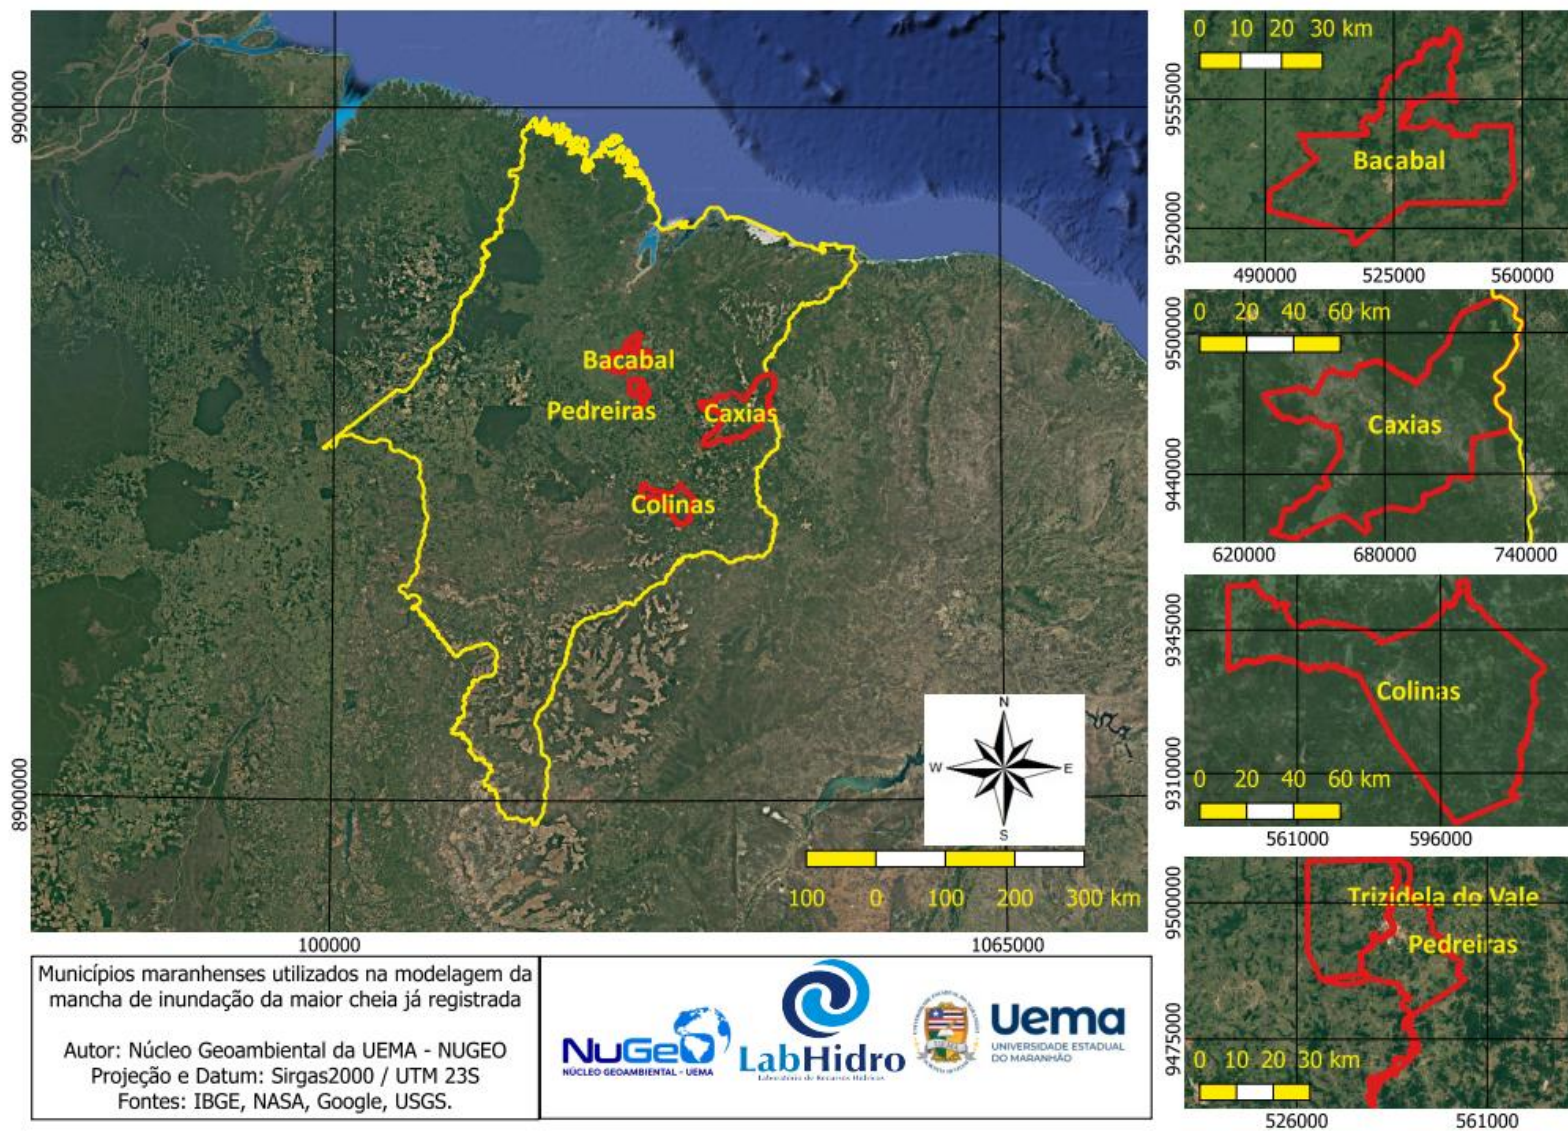 9900000
8900000
100000
1065000
Bacabal
Pedreiras
Caxias
Colinas
N
W
E
S
100 0 100 200 300 km
0 10 20 30 km
Bacabal
9555000
9520000
490000 525000 560000
0 20 40 60 km
Caxias
9500000
9440000
620000 680000 740000
Colinas
0 20 40 60 km
9345000
9310000
561000 596000
Trizidela do Vale
Pedreiras
0 10 20 30 km
9500000
9475000
526000 561000
Municípios maranhenses utilizados na modelagem da
mancha de inundação da maior cheia já registrada
Autor: Núcleo Geoambiental da UEMA - NUGEO
Projeção e Datum: Sirgas2000 / UTM 23S
Fontes: IBGE, NASA, Google, USGS.
NuGeO
NÚCLEO GEOAMBIENTAL - UEMA
LabHidro
Laboratório de Recursos Hídricos
Uema
UNIVERSIDADE ESTADUAL
DO MARANHÃO